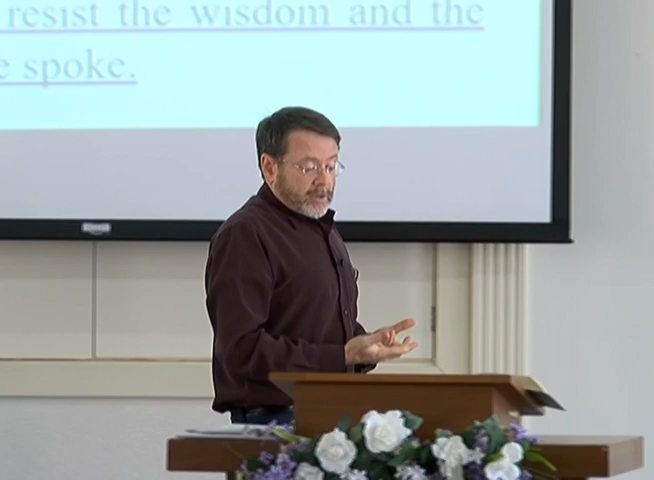 resist the wisdom and the
spoke.